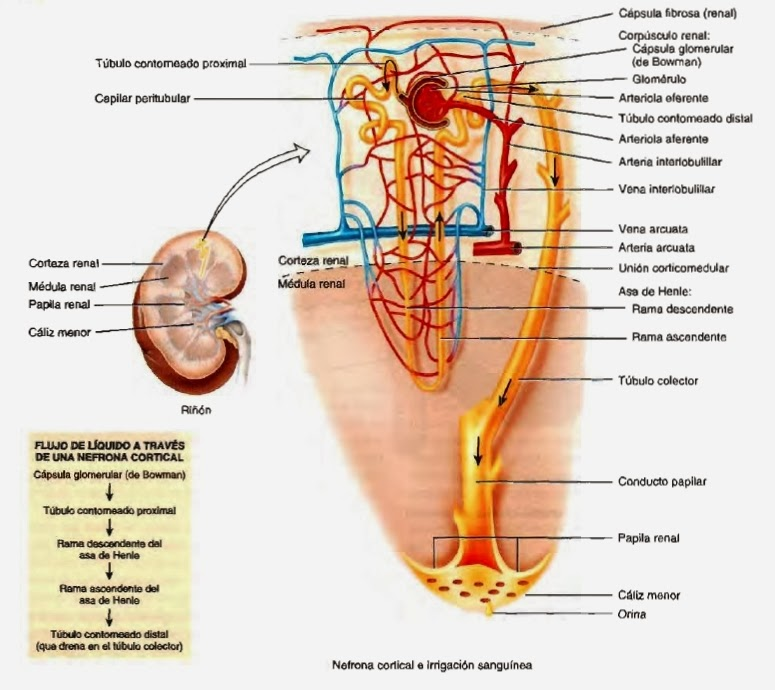 Cápsula fibrosa (renal)
Corpúsculo renal:
Cápsula glomerular
(de Bowman)
Glomérulo
Arteriola eferente
Túbulo contorneado distal
Arteriola aferente
Arteria interlobulillar
Vena interlobulillar
Vena arcuata
Arteria arcuata
Unión corticomedular
Asa de Henle:
Rama descendente
Rama ascendente
Túbulo colector
Conducto papilar
Papila renal
Cáliz menor
Orina
Túbulo contorneado proximal
Capilar peritubular
Corteza renal
Médula renal
Corteza renal
Médula renal
Papila renal
Cáliz menor
Riñón
FLUJO DE LÍQUIDO A TRAVÉS
DE UNA NEFRONA CORTICAL
Cápsula glomerular (de Bowman)
Túbulo contorneado proximal
Rama descendente del
asa de Henle
Rama ascendente del
asa de Henle
Túbulo contorneado distal
(que drena en el túbulo colector)
Nefrona cortical e irrigación sanguínea